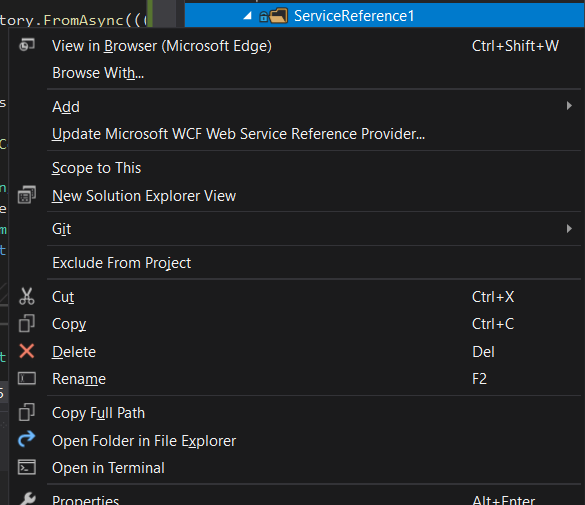 tory.FromAsync((( ServiceReference1
View in Browser (Microsoft Edge) Ctrl+Shift+W
Browse With...
Add
Update Microsoft WCF Web Service Reference Provider...
Scope to This
New Solution Explorer View
Git
Exclude From Project
Cut Ctrl+X
Copy Ctrl+C
Delete Del
Rename F2
Copy Full Path
Open Folder in File Explorer
Open in Terminal
Properties Alt+Enter